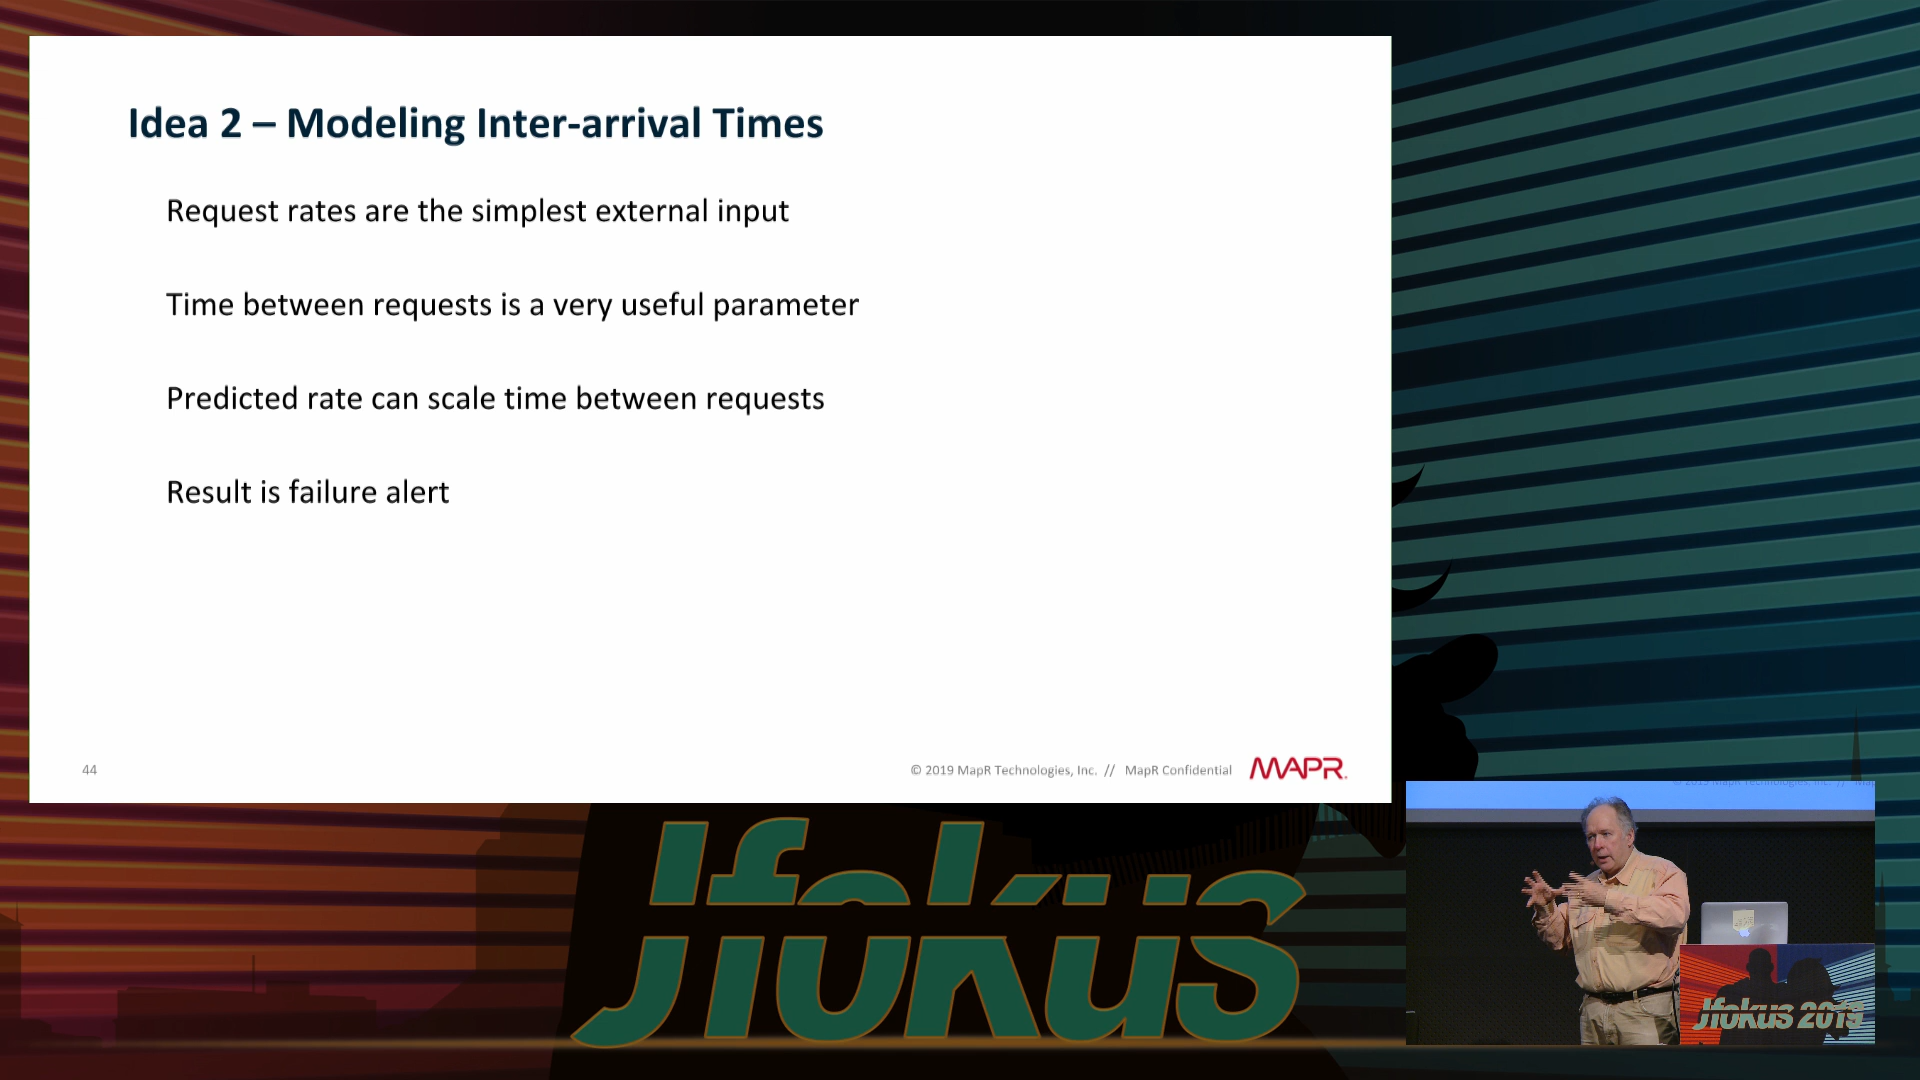 Idea 2 – Modeling Inter-arrival Times
Request rates are the simplest external input
Time between requests is a very useful parameter
Predicted rate can scale time between requests
Result is failure alert
44
© 2019 MapR Technologies, Inc. // MapR Confidential
MAPR
Jfokus
Jfokus 2019